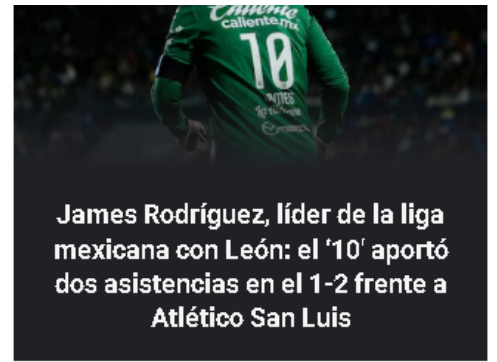 Caliente
caliente.mx
10
James Rodríguez, líder de la liga
mexicana con León: el ‘10’ aportó
dos asistencias en el 1-2 frente a
Atlético San Luis